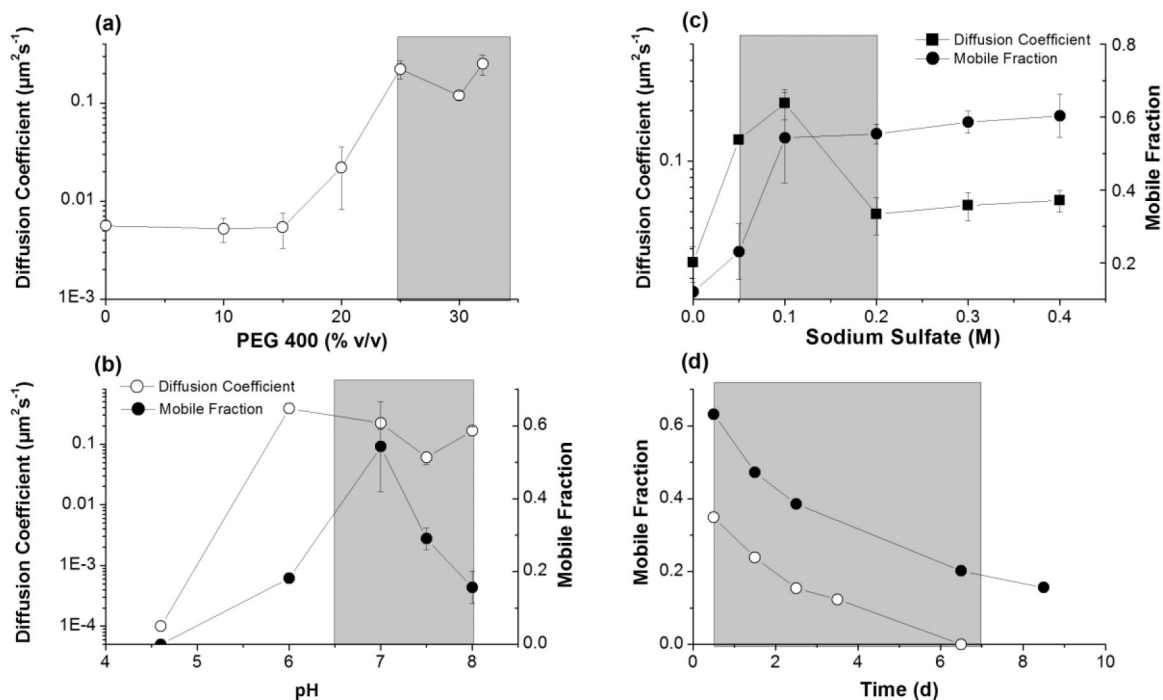 (a)
Diffusion Coefficient (µm²s⁻¹)
0.1
0.01
1E-3
0 10 20 30
PEG 400 (% v/v)
(c)
Diffusion Coefficient
Mobile Fraction
Diffusion Coefficient (µm²s⁻¹)
0.1
0.8
0.6
0.4
0.2
Mobile Fraction
0.0 0.1 0.2 0.3 0.4
Sodium Sulfate (M)
(b)
Diffusion Coefficient
Mobile Fraction
Diffusion Coefficient (µm²s⁻¹)
0.1
0.01
1E-3
1E-4
0.6
0.4
0.2
0.0
Mobile Fraction
4 5 6 7 8
pH
(d)
Mobile Fraction
0.6
0.4
0.2
0.0
0 2 4 6 8 10
Time (d)